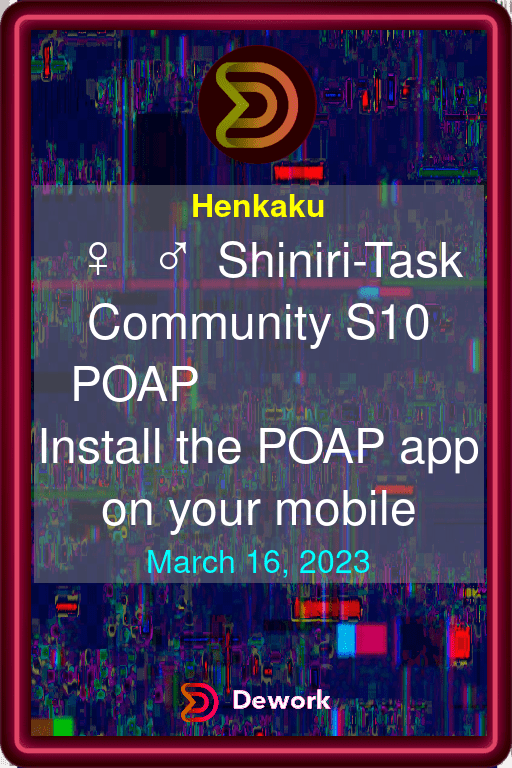 Henkaku
♀ ♂ Shiniri-Task
Community S10
POAP
Install the POAP app
on your mobile
March 16, 2023
Dework